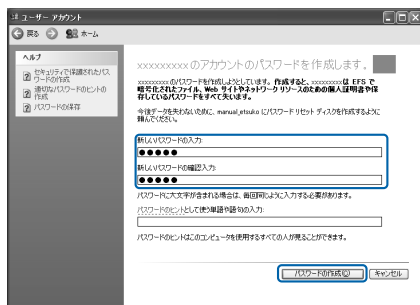 ユーザー アカウント
戻る ホーム
ヘルプ
セキュリティで保護されたパス
ワードの作成
適切なパスワードのヒントの
作成
パスワードの保存
xxxxxxxxx のアカウントのパスワードを作成します。
xxxxxxxxx のパスワードを作成しようとしています。作成すると、xxxxxxxxx は EFS で
暗号化されたファイル、Web サイトやネットワーク リソースのための個人証明書や保
存しているパスワードをすべて失います。
今後データを失わないために、manual_etsuko にパスワード リセット ディスクを作成するように
頼んでください。
新しいパスワードの入力:
●●●●●
新しいパスワードの確認入力:
●●●●●
パスワードに大文字が含まれる場合は、毎回同じように入力する必要があります。
パスワードのヒントとして使う単語や語句の入力:
パスワードのヒントはこのコンピュータを使用するすべての人が見ることができます。
パスワードの作成(C) キャンセル